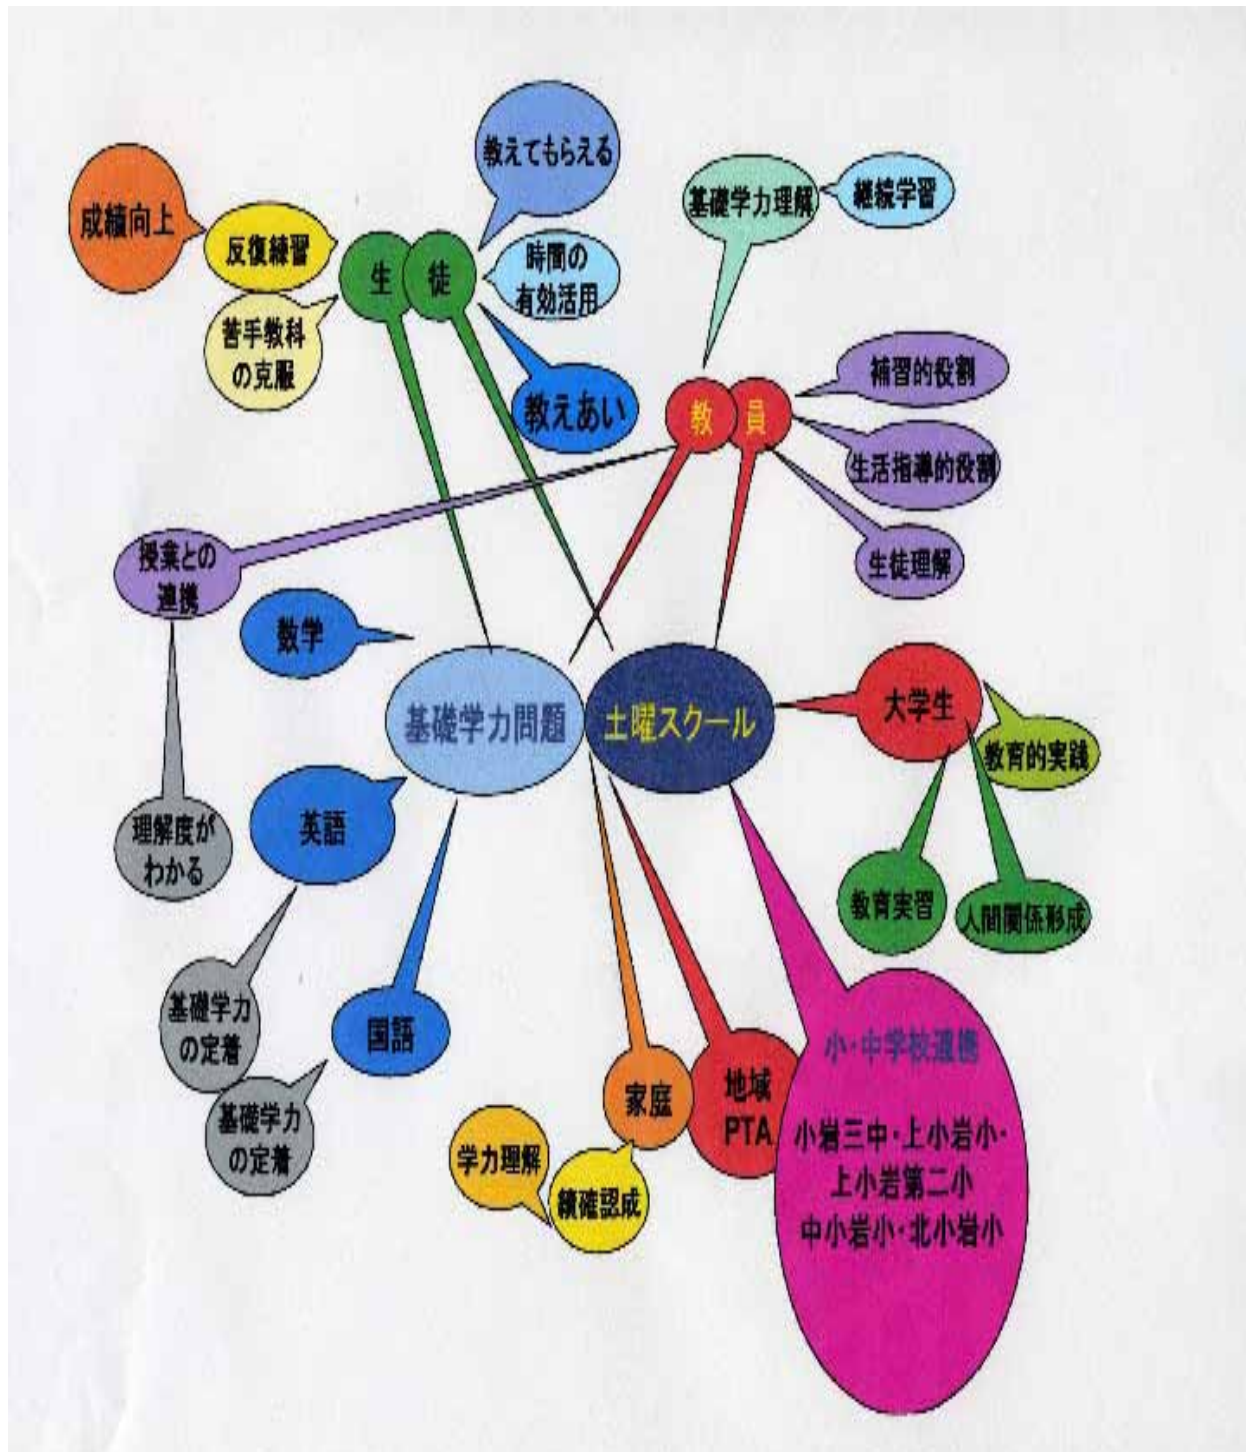 教えてもらえる
成績向上
反復練習
生
徒
時間の
有効活用
苦手教科
の克服
教えあい
基礎学力理解
継続学習
教
員
補習的役割
生活指導的役割
生徒理解
授業との
連携
理解度が
わかる
数学
基礎学力問題
土曜スクール
英語
国語
基礎学力
の定着
基礎学力
の定着
大学生
教育的実践
教育実習
人間関係形成
家庭
学力理解
績確認成
地域
PTA
小・中学校連携
小岩三中・上小岩小・
上小岩第二小
中小岩小・北小岩小